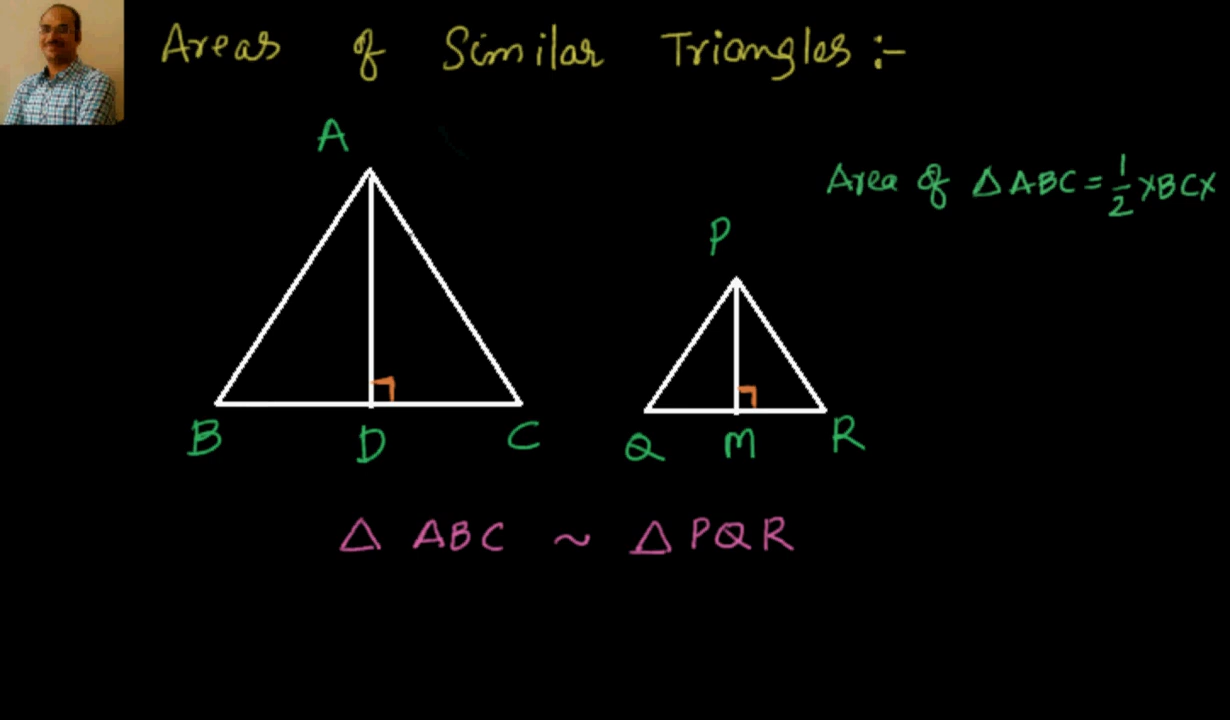 Areas of Similar Triangles :-
A
Area of △ ABC = 1/2 × BC ×
P
B D C Q M R
△ ABC ~ △ PQR